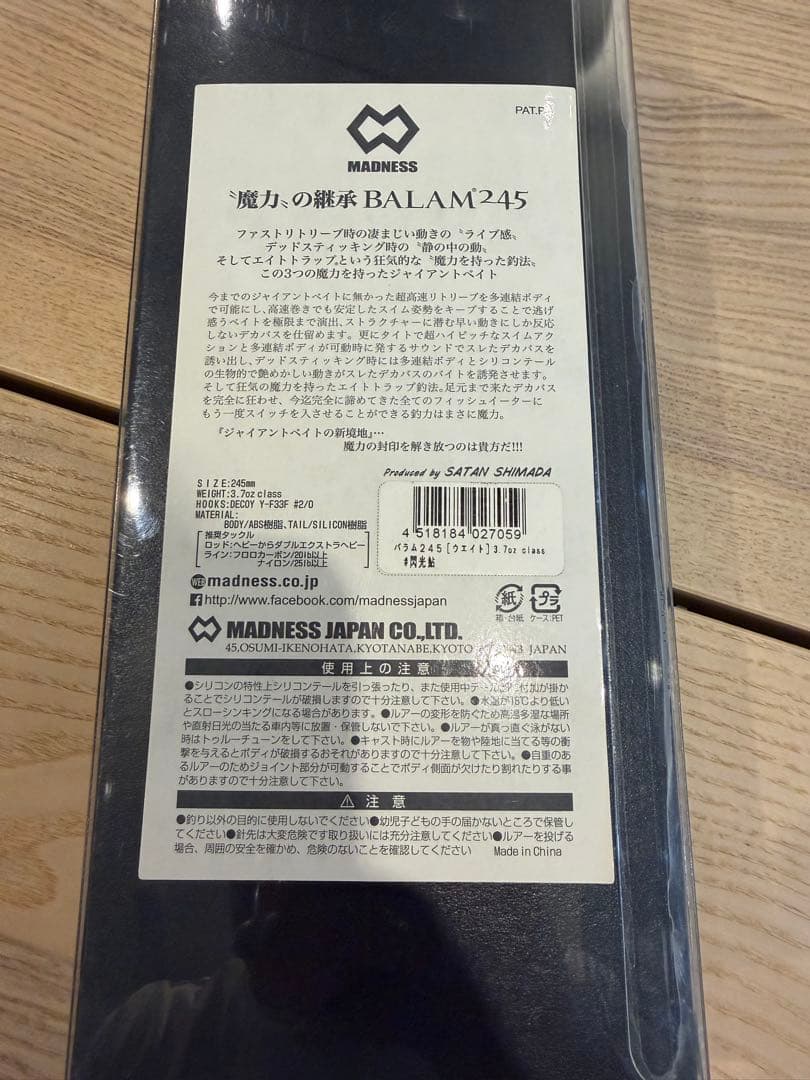 PAT.P
MADNESS
〝魔力〟の継承 BALAM®245
ファストリトリーブ時の凄まじい動きの〝ライブ感〟
デッドスティッキング時の〝静の中の動〟
そしてエイトトラップ®という狂気的な〝魔力を持った釣法〟
この3つの魔力を持ったジャイアントベイト
今までのジャイアントベイトに無かった超高速リトリーブを多連結ボディ
で可能にし、高速巻きでも安定したスイム姿勢をキープすることで逃げ
惑うベイトを極限まで演出、ストラクチャーに潜む早い動きにしか反応
しないデカバスを仕留めます。更にタイトで超ハイピッチなスイムアク
ションと多連結ボディが可動時に発するサウンドでスレたデカバスを
誘い出し、デッドスティッキング時には多連結ボディとシリコンテール
の生物的で艶めかしい動きがスレたデカバスのバイトを誘発させます。
そして狂気の魔力を持ったエイトトラップ釣法。足元まで来たデカバス
を完全に狂わせ、今迄完全に諦めてきた全てのフィッシュイーターに
もう一度スイッチを入させることができる釣力はまさに魔力。
『ジャイアントベイトの新境地』…
魔力の封印を解き放つのは貴方だ!!!
Produced by SATAN SHIMADA
SIZE:245mm
WEIGHT:3.7oz class
HOOKS:DECOY Y-F33F #2/0
MATERIAL:
BODY/ABS樹脂、TAIL/SILICON樹脂
推奨タックル
ロッド:ヘビーからダブルエクストラヘビー
ライン:フロロカーボン/20lb以上
ナイロン/25lb以上
4 518184 027059
バラム245[ウエイト]3.7oz class
#閃光鮎
WEB madness.co.jp
http://www.facebook.com/madnessjapan
紙
箱・台紙
プラ
ケース:PET
MADNESS JAPAN CO.,LTD.
45,OSUMI-IKENOHATA,KYOTANABE,KYOTO JAPAN
使用上の注意
●シリコンの特性上シリコンテールを引っ張ったり、また使用中テールに付加が掛か
ることでシリコンテールが破損しますので十分注意して下さい。●水温が18℃より低い
とスローシンキングになる場合があります。●ルアーの変形を防ぐため高温多湿な場所
や直射日光の当たる車内等に放置・保管しないで下さい。●ルアーが真っ直ぐ泳がない
時はトゥルーチューンをして下さい。●キャスト時にルアーを物や陸地に当てる等の衝
撃を与えるとボディが破損するおそれがありますので十分注意して下さい。●自重のあ
るルアーのためジョイント部分が可動することでボディ側面が欠けたり割れたりする事
がありますので十分注意して下さい。
⚠ 注意
●釣り以外の目的に使用しないでください●幼児子どもの手の届かないところで保管し
てください●針先は大変危険です取り扱いには充分注意してください●ルアーを投げる
場合、周囲の安全を確かめ、危険のないことを確認してください Made in China